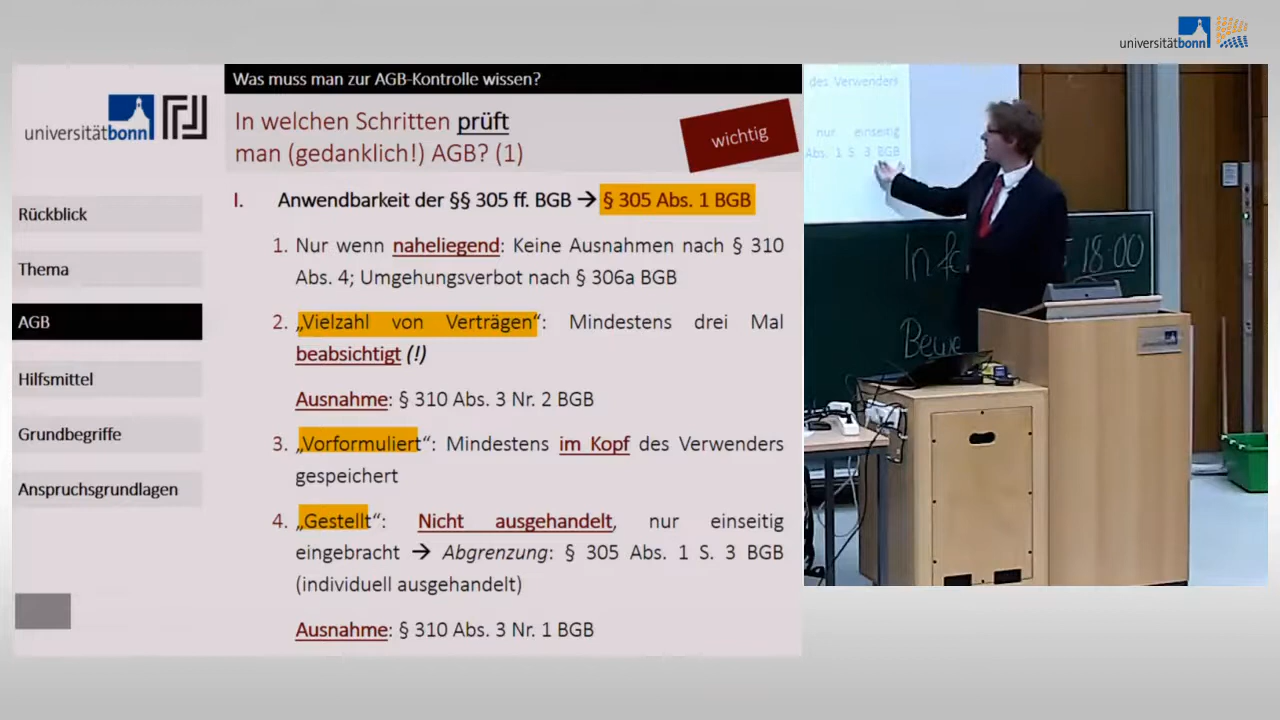 universitätbonn
Was muss man zur AGB-Kontrolle wissen?
universitätbonn
In welchen Schritten prüft
man (gedanklich!) AGB? (1)
wichtig
Rückblick
Thema
AGB
Hilfsmittel
Grundbegriffe
Anspruchsgrundlagen
I. Anwendbarkeit der §§ 305 ff. BGB → § 305 Abs. 1 BGB
1. Nur wenn naheliegend: Keine Ausnahmen nach § 310
Abs. 4; Umgehungsverbot nach § 306a BGB
2. „Vielzahl von Verträgen“: Mindestens drei Mal
beabsichtigt (!)
Ausnahme: § 310 Abs. 3 Nr. 2 BGB
3. „Vorformuliert“: Mindestens im Kopf des Verwenders
gespeichert
4. „Gestellt“: Nicht ausgehandelt, nur einseitig
eingebracht → Abgrenzung: § 305 Abs. 1 S. 3 BGB
(individuell ausgehandelt)
Ausnahme: § 310 Abs. 3 Nr. 1 BGB
des Verwenders
nur einseitig
Abs. 1 S. 3 BGB
18:00